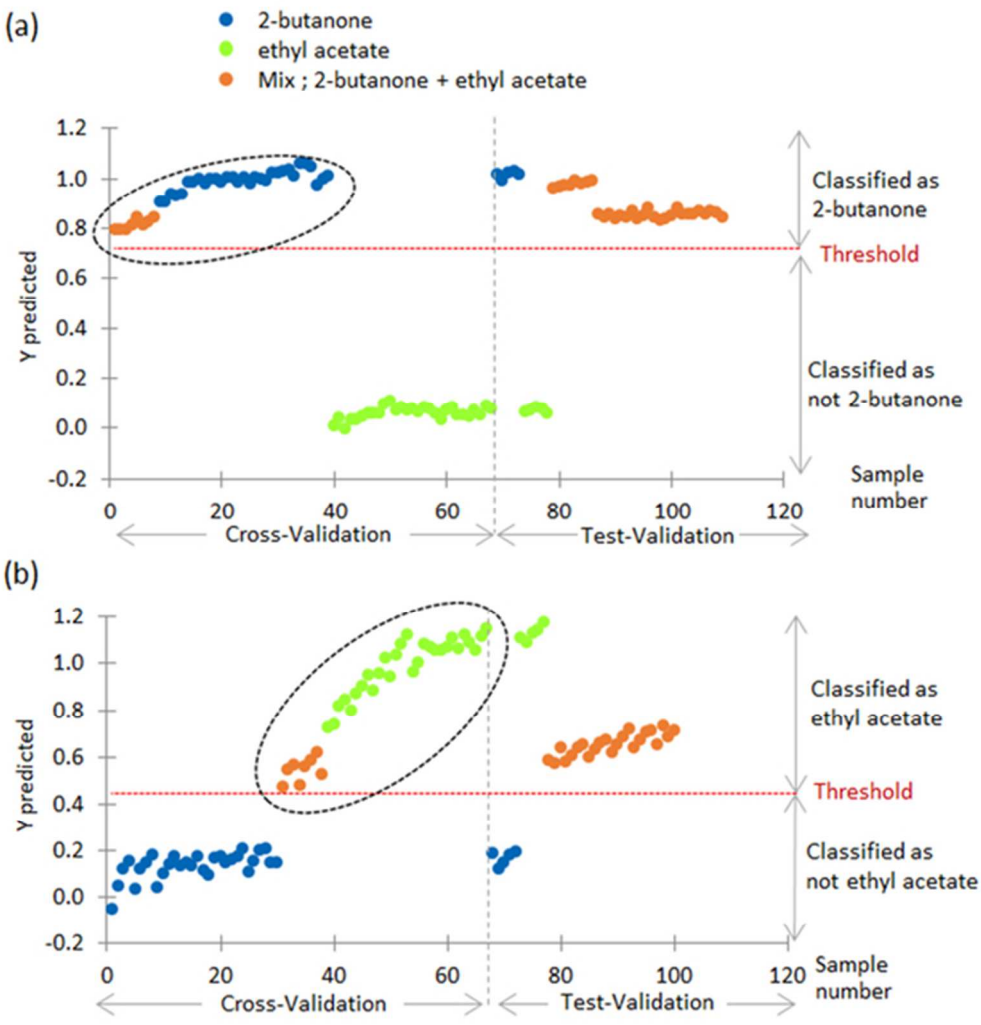 (a)
2-butanone
ethyl acetate
Mix ; 2-butanone + ethyl acetate
1.2
1.0
0.8
0.6
0.4
0.2
0.0
-0.2
Y predicted
Classified as
2-butanone
Threshold
Classified as
not 2-butanone
Sample
number
0 20 40 60 80 100 120
Cross-Validation Test-Validation
(b)
1.2
1.0
0.8
0.6
0.4
0.2
0.0
-0.2
Y predicted
Classified as
ethyl acetate
Threshold
Classified as
not ethyl acetate
Sample
number
0 20 40 60 80 100 120
Cross-Validation Test-Validation